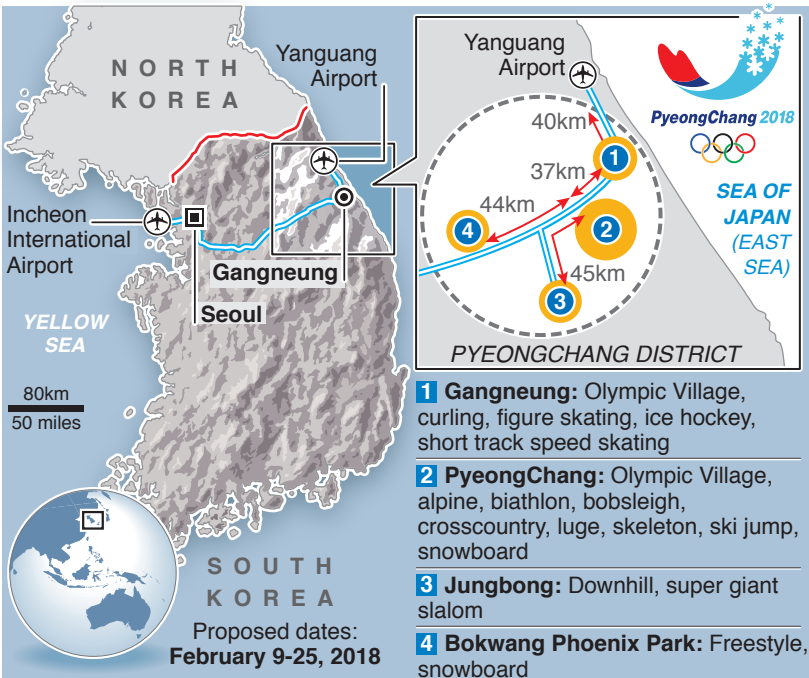 NORTH
KOREA
Yanguang
Airport
Incheon
International
Airport
Gangneung
Seoul
YELLOW
SEA
80km
50 miles
SOUTH
KOREA
Proposed dates:
February 9-25, 2018
Yanguang
Airport
40km
1
37km
44km
4
2
45km
3
PYEONGCHANG DISTRICT
PyeongChang 2018
SEA OF
JAPAN
(EAST
SEA)
1 Gangneung: Olympic Village,
curling, figure skating, ice hockey,
short track speed skating
2 PyeongChang: Olympic Village,
alpine, biathlon, bobsleigh,
crosscountry, luge, skeleton, ski jump,
snowboard
3 Jungbong: Downhill, super giant
slalom
4 Bokwang Phoenix Park: Freestyle,
snowboard